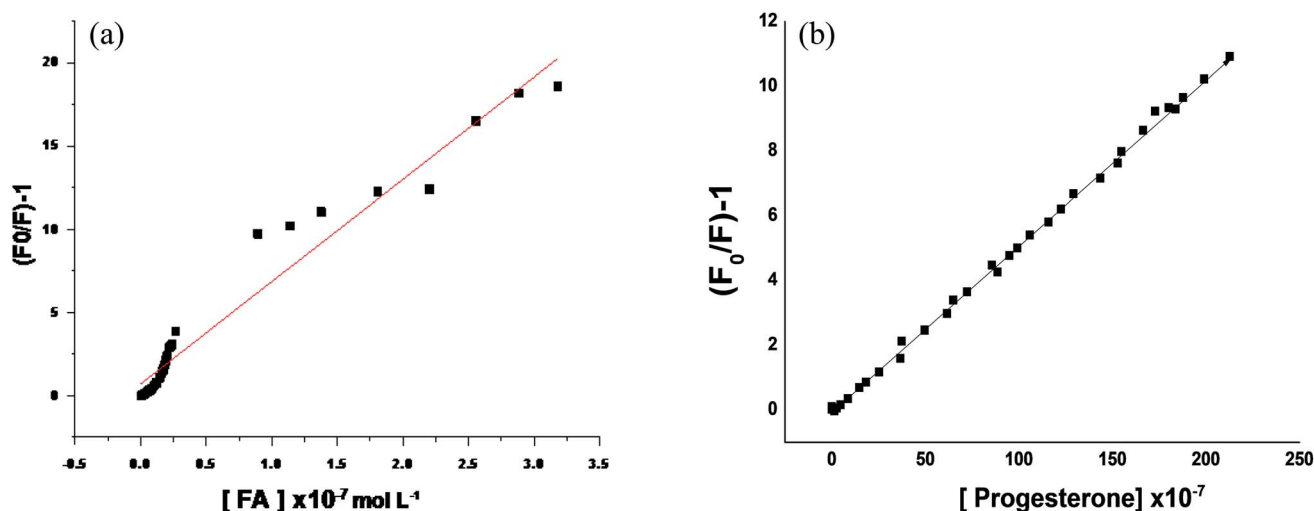 (a)
20
15
10
5
0
(F0/F)-1
-0.5 0.0 0.5 1.0 1.5 2.0 2.5 3.0 3.5
[ FA ] x10⁻⁷ mol L⁻¹
(b)
12
10
8
6
4
2
0
(F₀/F)-1
0 50 100 150 200 250
[ Progesterone] x10⁻⁷